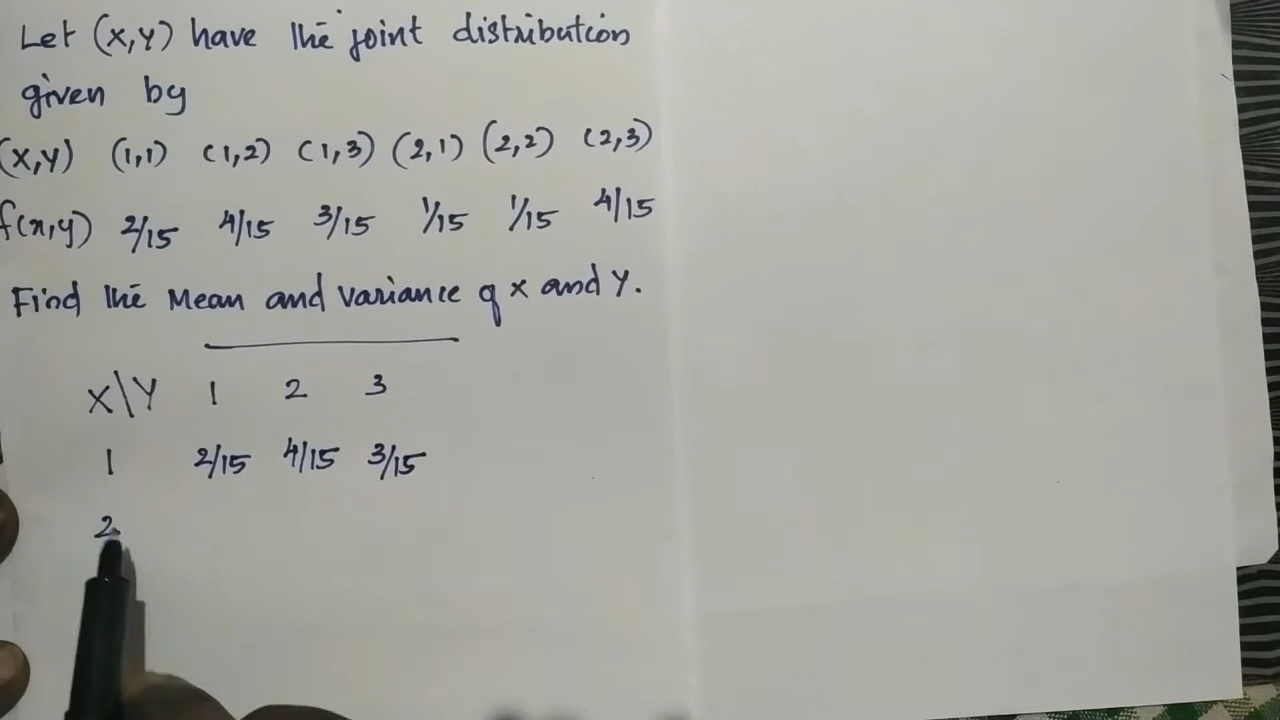 Let (X,Y) have the joint distribution
given by
(X,Y) (1,1) (1,2) (1,3) (2,1) (2,2) (2,3)
f(x,y) 2/15 4/15 3/15 1/15 1/15 4/15
Find the Mean and Variance of X and Y.
X\Y 1 2 3
1 2/15 4/15 3/15
2